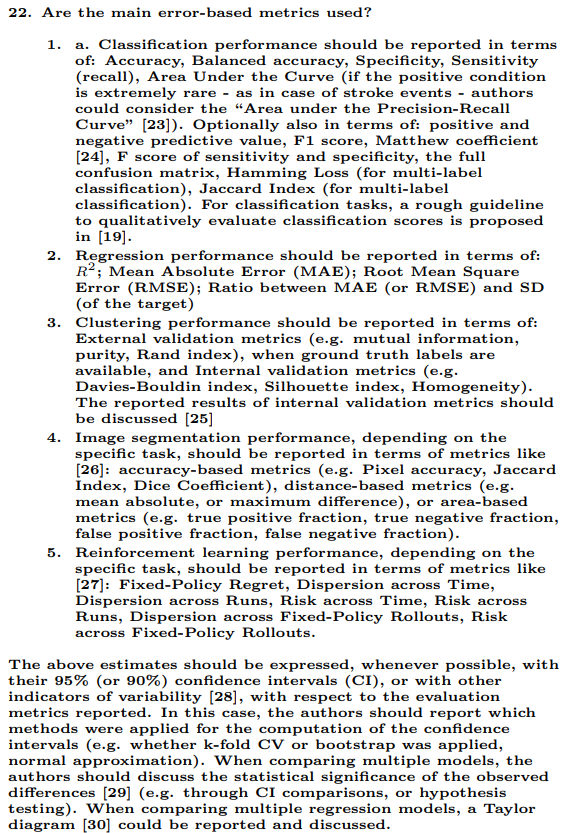 22. Are the main error-based metrics used?
1. a. Classification performance should be reported in terms
of: Accuracy, Balanced accuracy, Specificity, Sensitivity
(recall), Area Under the Curve (if the positive condition
is extremely rare - as in case of stroke events - authors
could consider the “Area under the Precision-Recall
Curve” [23]). Optionally also in terms of: positive and
negative predictive value, F1 score, Matthew coefficient
[24], F score of sensitivity and specificity, the full
confusion matrix, Hamming Loss (for multi-label
classification), Jaccard Index (for multi-label
classification). For classification tasks, a rough guideline
to qualitatively evaluate classification scores is proposed
in [19].
2. Regression performance should be reported in terms of:
R²; Mean Absolute Error (MAE); Root Mean Square
Error (RMSE); Ratio between MAE (or RMSE) and SD
(of the target)
3. Clustering performance should be reported in terms of:
External validation metrics (e.g. mutual information,
purity, Rand index), when ground truth labels are
available, and Internal validation metrics (e.g.
Davies-Bouldin index, Silhouette index, Homogeneity).
The reported results of internal validation metrics should
be discussed [25]
4. Image segmentation performance, depending on the
specific task, should be reported in terms of metrics like
[26]: accuracy-based metrics (e.g. Pixel accuracy, Jaccard
Index, Dice Coefficient), distance-based metrics (e.g.
mean absolute, or maximum difference), or area-based
metrics (e.g. true positive fraction, true negative fraction,
false positive fraction, false negative fraction).
5. Reinforcement learning performance, depending on the
specific task, should be reported in terms of metrics like
[27]: Fixed-Policy Regret, Dispersion across Time,
Dispersion across Runs, Risk across Time, Risk across
Runs, Dispersion across Fixed-Policy Rollouts, Risk
across Fixed-Policy Rollouts.
The above estimates should be expressed, whenever possible, with
their 95% (or 90%) confidence intervals (CI), or with other
indicators of variability [28], with respect to the evaluation
metrics reported. In this case, the authors should report which
methods were applied for the computation of the confidence
intervals (e.g. whether k-fold CV or bootstrap was applied,
normal approximation). When comparing multiple models, the
authors should discuss the statistical significance of the observed
differences [29] (e.g. through CI comparisons, or hypothesis
testing). When comparing multiple regression models, a Taylor
diagram [30] could be reported and discussed.